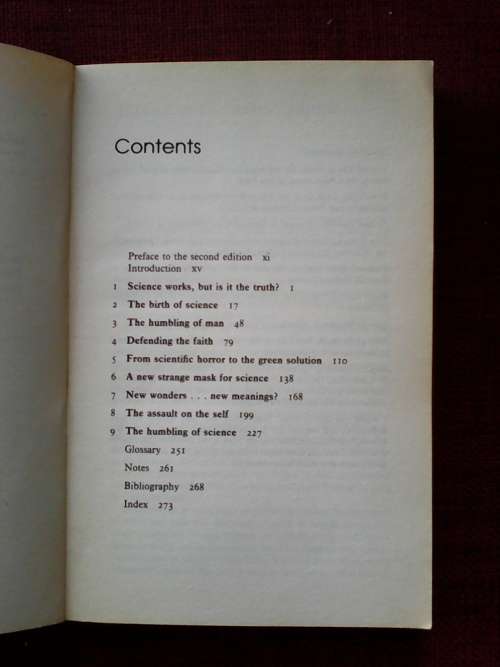 Contents
Preface to the second edition xi
Introduction xv
1 Science works, but is it the truth? 1
2 The birth of science 17
3 The humbling of man 48
4 Defending the faith 79
5 From scientific horror to the green solution 110
6 A new strange mask for science 138
7 New wonders . . . new meanings? 168
8 The assault on the self 199
9 The humbling of science 227
Glossary 251
Notes 261
Bibliography 268
Index 273